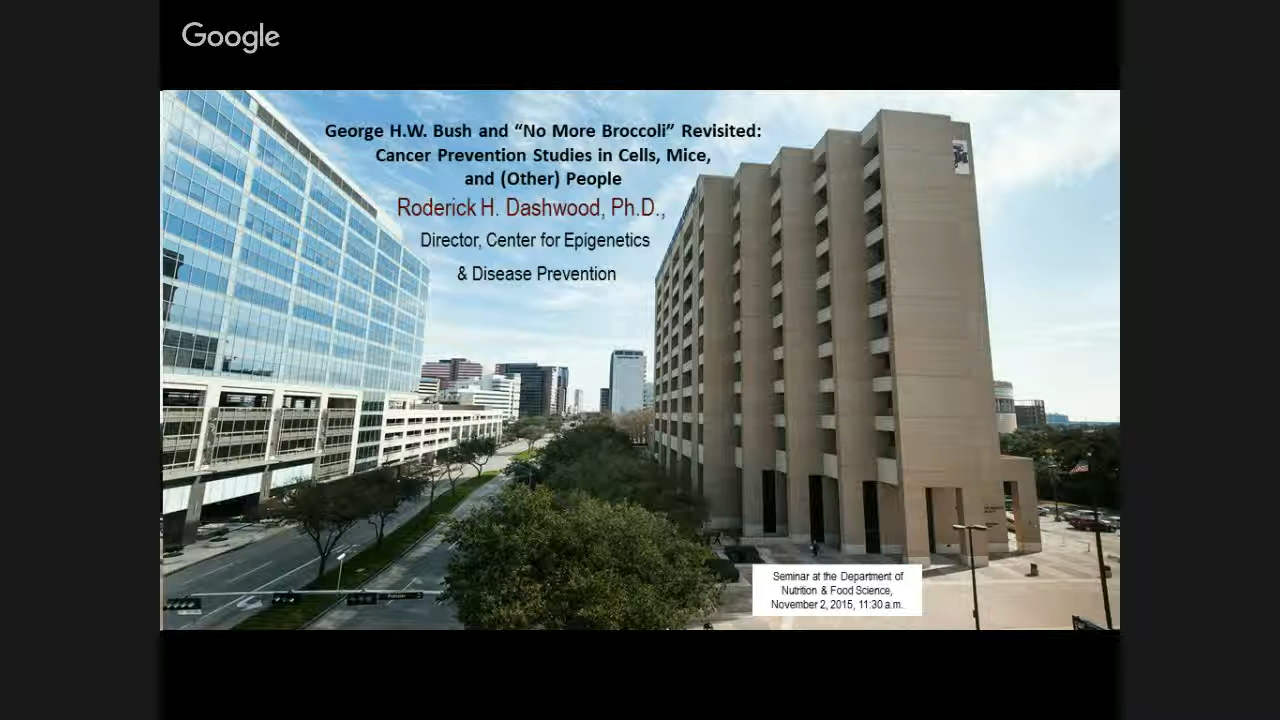 Google
George H.W. Bush and “No More Broccoli” Revisited:
Cancer Prevention Studies in Cells, Mice,
and (Other) People
Roderick H. Dashwood, Ph.D.,
Director, Center for Epigenetics
& Disease Prevention
Seminar at the Department of
Nutrition & Food Science,
November 2, 2015, 11:30 a.m.